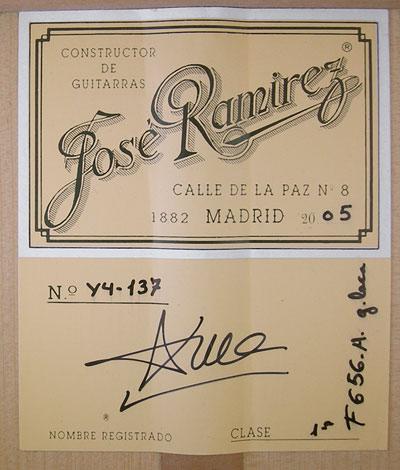 CONSTRUCTOR
DE
GUITARRAS
José Ramirez ®
CALLE DE LA PAZ Nº 8
1882 MADRID 2005
N.º Y4-137
®
NOMBRE REGISTRADO
CLASE 1ª
F656.A.